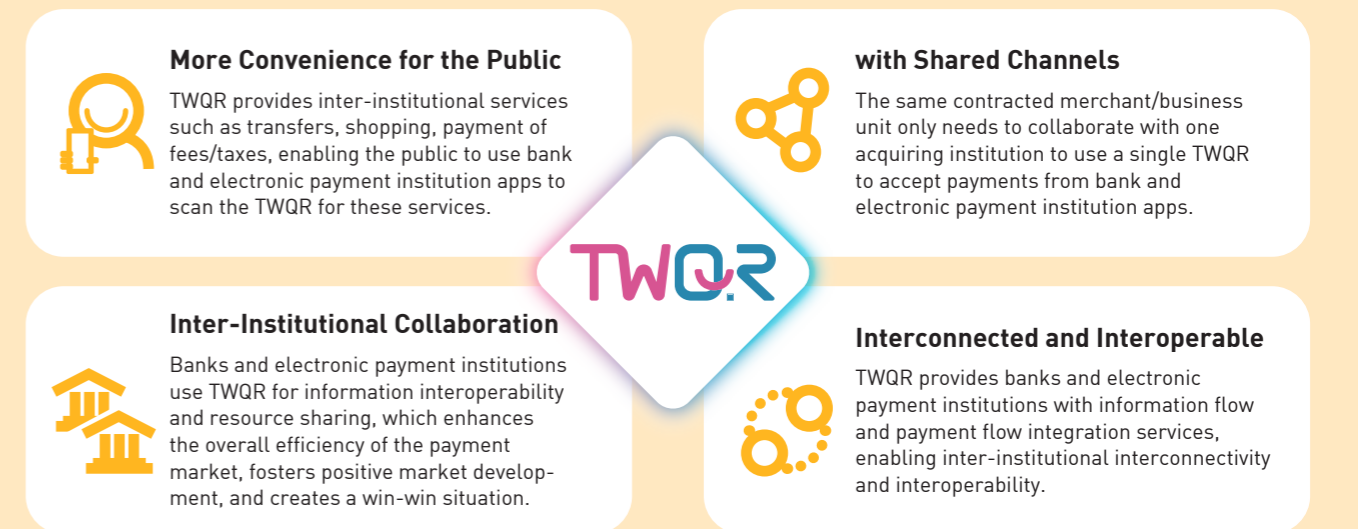 More Convenience for the Public
TWQR provides inter-institutional services
such as transfers, shopping, payment of
fees/taxes, enabling the public to use bank
and electronic payment institution apps to
scan the TWQR for these services.
with Shared Channels
The same contracted merchant/business
unit only needs to collaborate with one
acquiring institution to use a single TWQR
to accept payments from bank and
electronic payment institution apps.
TWQR
Inter-Institutional Collaboration
Banks and electronic payment institutions
use TWQR for information interoperability
and resource sharing, which enhances
the overall efficiency of the payment
market, fosters positive market develop-
ment, and creates a win-win situation.
Interconnected and Interoperable
TWQR provides banks and electronic
payment institutions with information flow
and payment flow integration services,
enabling inter-institutional interconnectivity
and interoperability.